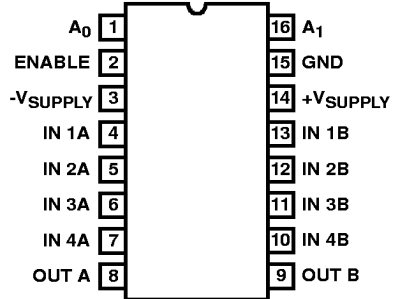 A0 1 16 A1
ENABLE 2 15 GND
-VSUPPLY 3 14 +VSUPPLY
IN 1A 4 13 IN 1B
IN 2A 5 12 IN 2B
IN 3A 6 11 IN 3B
IN 4A 7 10 IN 4B
OUT A 8 9 OUT B